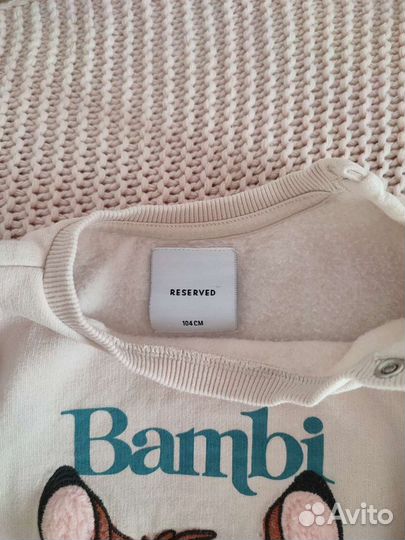 RESERVED
104 CM
Bambi
Avito